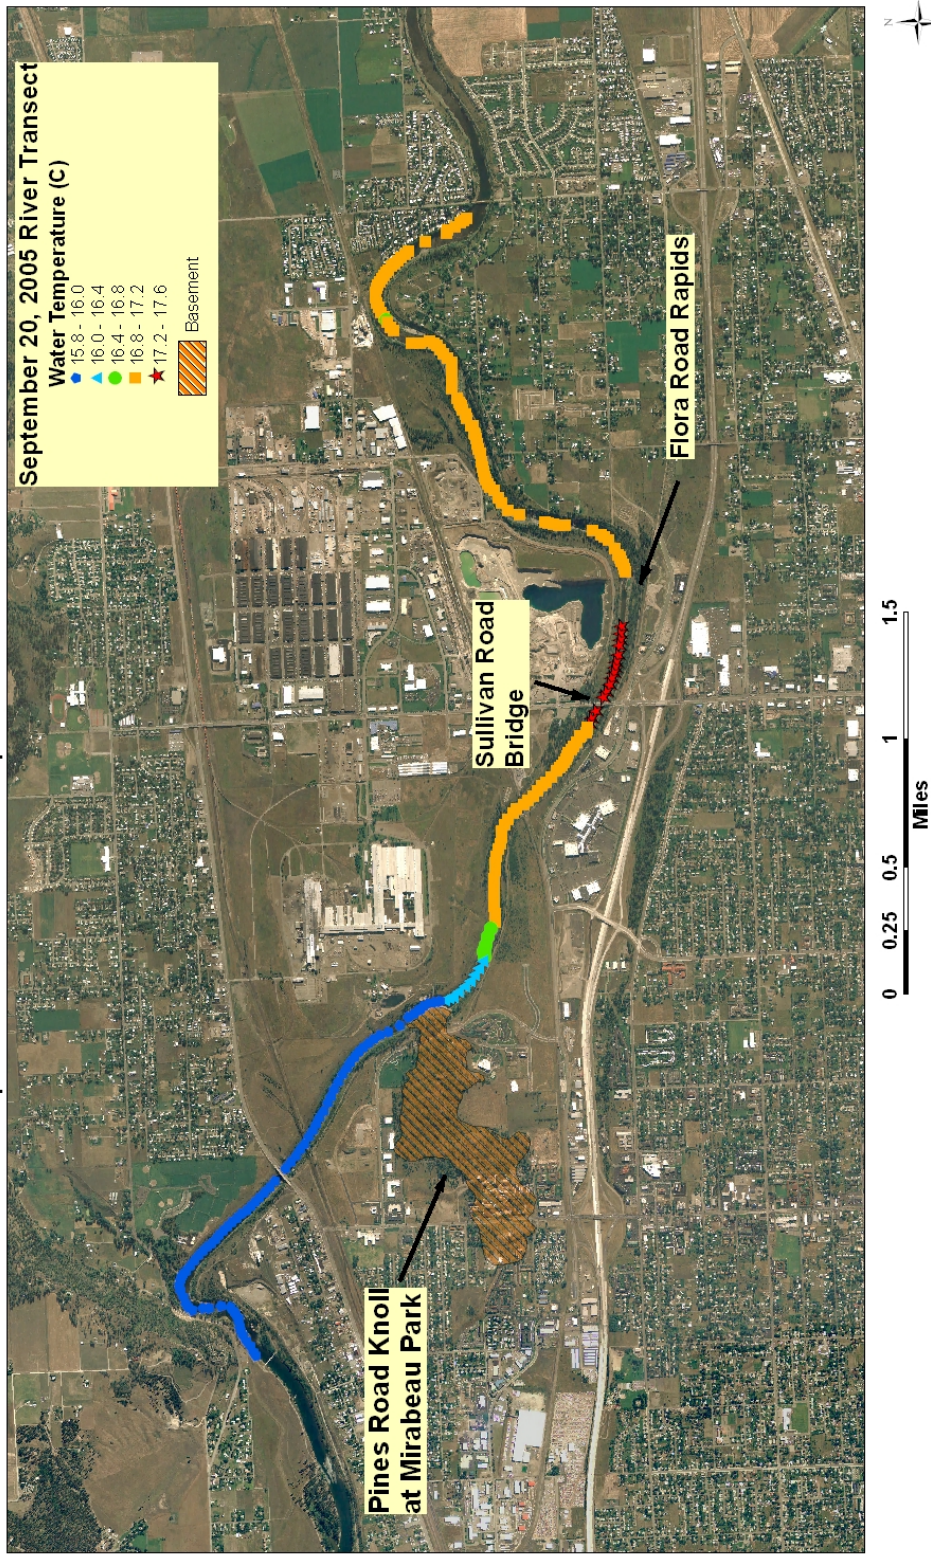 September 20, 2005 River Transect
Water Temperature (C)
15.8 - 16.0
16.0 - 16.4
16.4 - 16.8
16.8 - 17.2
17.2 - 17.6
Basement
Flora Road Rapids
Sullivan Road
Bridge
Pines Road Knoll
at Mirabeau Park
N
0 0.25 0.5 1 1.5
Miles